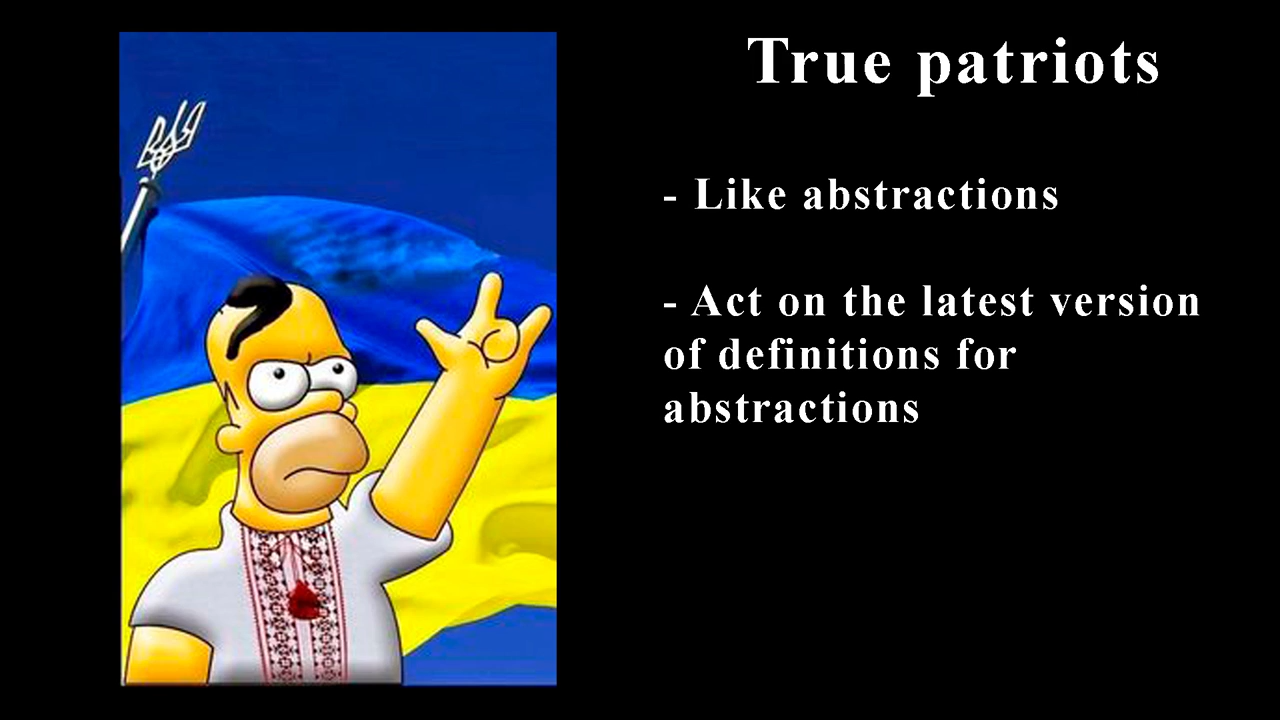 True patriots
- Like abstractions
- Act on the latest version
of definitions for
abstractions